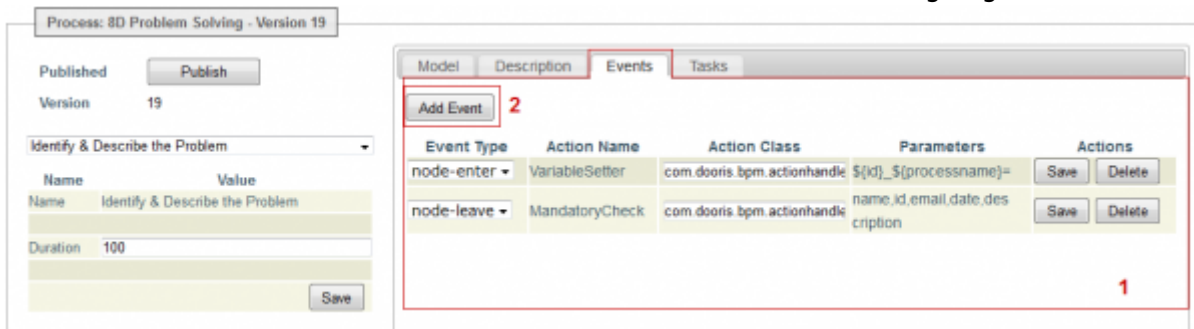 Process: 8D Problem Solving - Version 19
Published Publish
Version 19
Identify & Describe the Problem
Name Value
Name Identify & Describe the Problem
Duration 100
Save
Model Description Events Tasks
Add Event 2
Event Type Action Name Action Class Parameters Actions
node-enter VariableSetter com.dooris.bpm.actionhandle ${id}_${processname}= Save Delete
node-leave MandatoryCheck com.dooris.bpm.actionhandle name,id,email,date,des
cription Save Delete
1